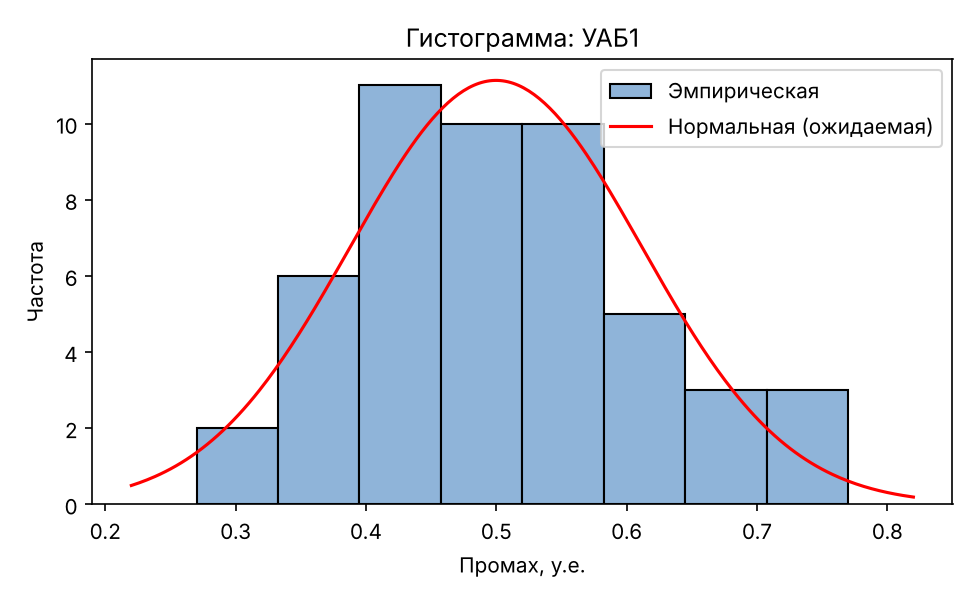 Гистограмма: УАБ1
Эмпирическая
Нормальная (ожидаемая)
Частота
10
8
6
4
2
0
0.2 0.3 0.4 0.5 0.6 0.7 0.8
Промах, у.е.